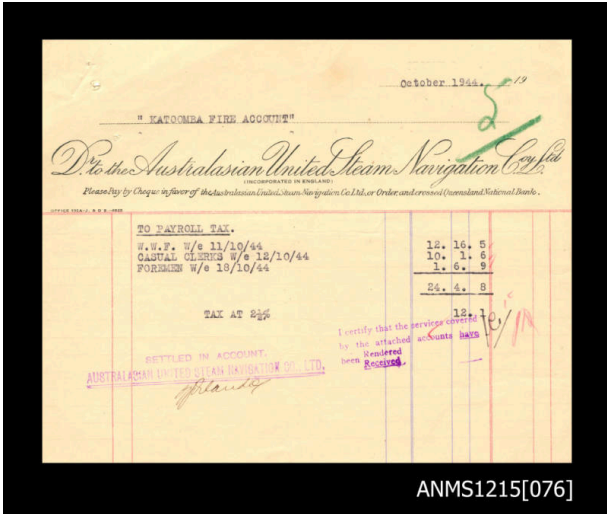 October 1944. 19
5
" KATOOMBA FIRE ACCOUNT"
Dr. to the Australasian United Steam Navigation Coy. Ltd.
(INCORPORATED IN ENGLAND)
Please Pay by Cheque in favor of the Australasian United Steam Navigation Co. Ltd., or Order, and crossed Queensland National Bank.
TO PAYROLL TAX.
W.W.F. W/e 11/10/44 12. 16. 5
CASUAL CLERKS W/e 12/10/44 10. 1. 6
FOREMEN W/e 18/10/44 1. 6. 9
24. 4. 8
TAX AT 2½% 12. 1
I certify that the services covered
by the attached accounts have
been Rendered
Received
SETTLED IN ACCOUNT.
AUSTRALASIAN UNITED STEAM NAVIGATION CO., LTD.
ANMS1215[076]